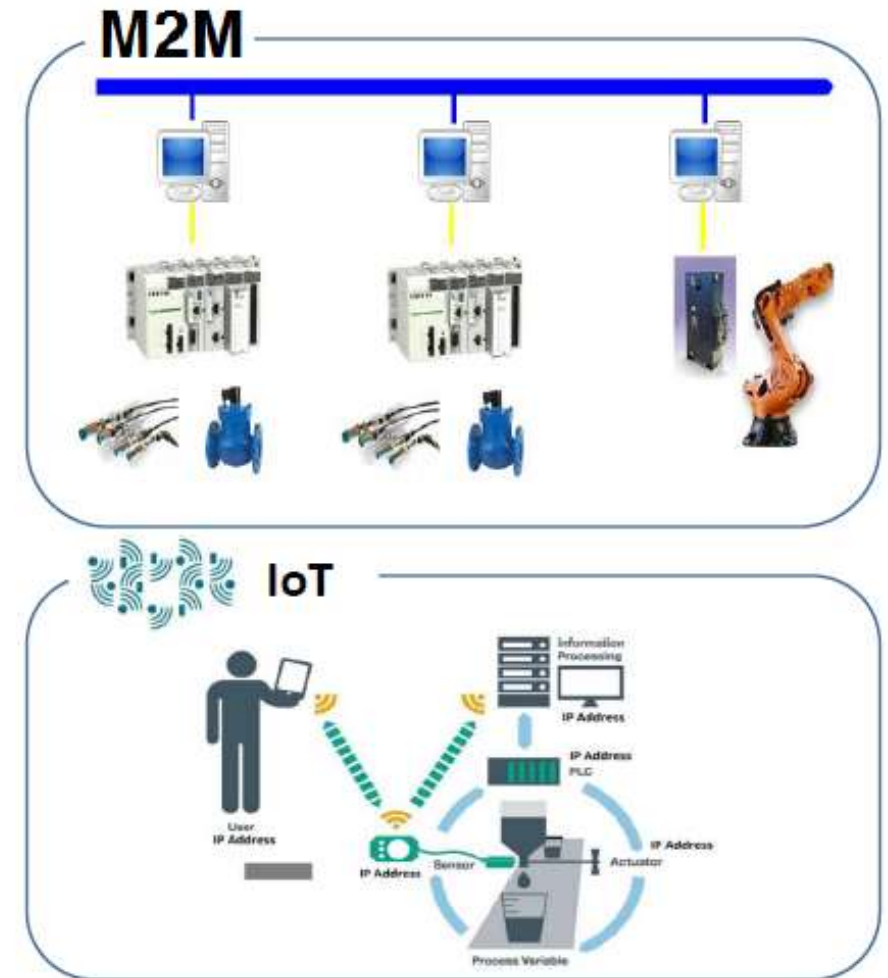 M2M
IoT
Information
Processing
IP Address
IP Address
PLC
User
IP Address
IP Address
Sensor
IP Address
Actuator
Process Variable